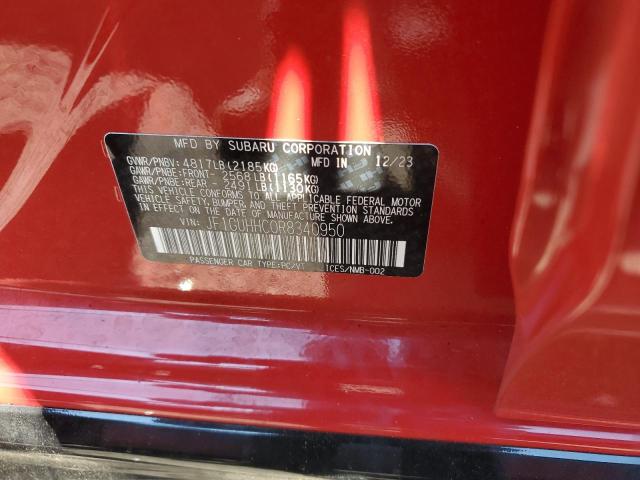 MFD BY SUBARU CORPORATION
GVWR/PNBV: 4817LB(2185KG) MFD IN 12/23
GAWR/PNBE:FRONT- 2568LB(1165KG)
GAWR/PNBE:REAR - 2491LB(1130KG)
THIS VEHICLE CONFORMS TO ALL APPLICABLE FEDERAL MOTOR
VEHICLE SAFETY, BUMPER, AND THEFT PREVENTION STANDARDS
IN EFFECT ON THE DATE OF MANUFACTURE SHOWN ABOVE.
VIN: JF1GUHHC0R8340950
PASSENGER CAR TYPE:PC/VT ICES/NMB-002